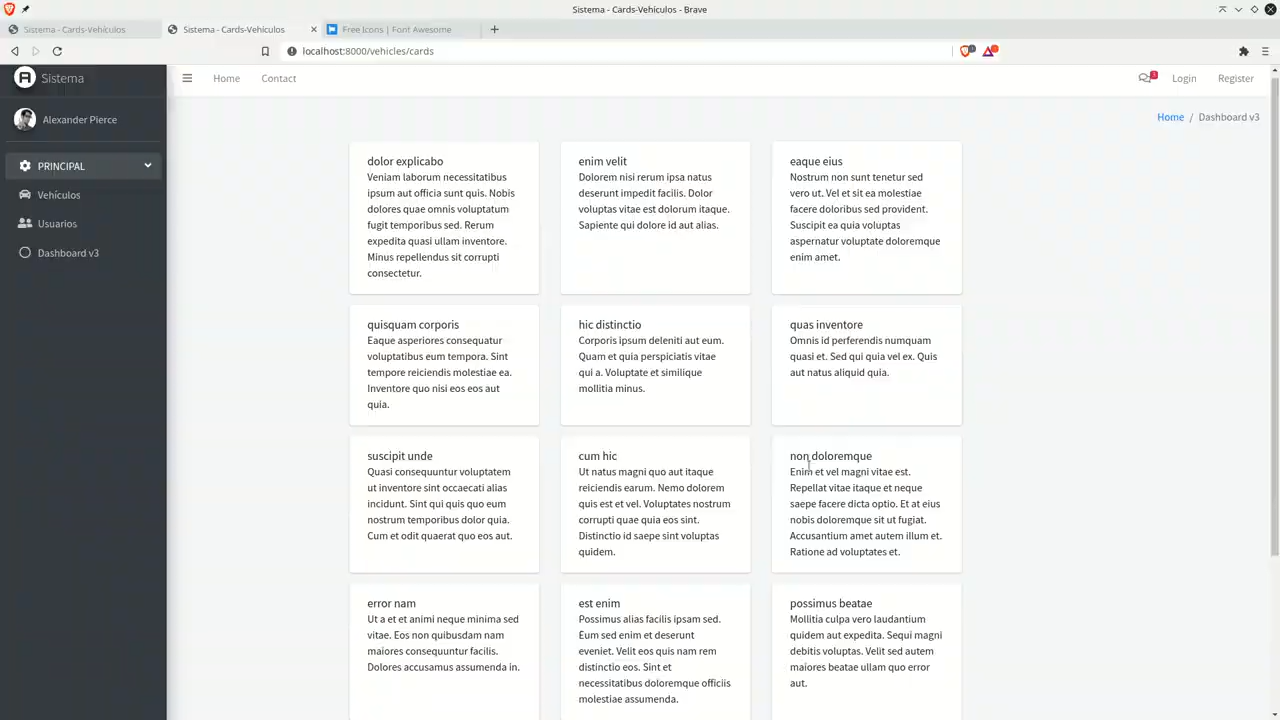 Sistema - Cards-Vehículos - Brave
Sistema - Cards-Vehículos
Sistema - Cards-Vehículos
Free Icons | Font Awesome
localhost:8000/vehicles/cards
Sistema
Home
Contact
Login
Register
Alexander Pierce
Home / Dashboard v3
PRINCIPAL
Vehículos
Usuarios
Dashboard v3
dolor explicabo
Veniam laborum necessitatibus
ipsum aut officia sunt quis. Nobis
dolores quae omnis voluptatum
fugit temporibus sed. Rerum
expedita quasi ullam inventore.
Minus repellendus sit corrupti
consectetur.
enim velit
Dolorem nisi rerum ipsa natus
deserunt impedit facilis. Dolor
voluptas vitae est dolorum itaque.
Sapiente qui dolore id aut alias.
eaque eius
Nostrum non sunt tenetur sed
vero ut. Vel et sit ea molestiae
facere doloribus sed provident.
Suscipit ea quia voluptas
aspernatur voluptate doloremque
enim amet.
quisquam corporis
Eaque asperiores consequatur
voluptatibus eum tempora. Sint
tempore reiciendis molestiae ea.
Inventore quo nisi eos eos aut
quia.
hic distinctio
Corporis ipsum deleniti aut eum.
Quam et quia perspiciatis vitae
qui a. Voluptate et similique
mollitia minus.
quas inventore
Omnis id perferendis numquam
quasi et. Sed qui quia vel ex. Quis
aut natus aliquid quia.
suscipit unde
Quasi consequuntur voluptatem
ut inventore sint occaecati alias
incidunt. Sint qui quis quo eum
nostrum temporibus dolor quia.
Cum et odit quaerat quo eos aut.
cum hic
Ut natus magni quo aut itaque
reiciendis earum. Nemo dolorem
quis est et vel. Voluptates nostrum
corrupti quae quia eos sint.
Distinctio id saepe sint voluptas
quidem.
non doloremque
Enim et vel magni vitae est.
Repellat vitae itaque et neque
saepe facere dicta optio. Et at eius
nobis doloremque sit ut fugiat.
Accusantium amet autem illum et.
Ratione ad voluptates et.
error nam
Ut a et et animi neque minima sed
vitae. Eos non quibusdam nam
maiores consequuntur facilis.
Dolores accusamus assumenda in.
est enim
Possimus alias facilis ipsam sed.
Eum sed enim et deserunt
eveniet. Velit eos quis nam rem
distinctio eos. Sint et
necessitatibus doloremque officiis
molestiae assumenda.
possimus beatae
Mollitia culpa vero laudantium
quidem aut expedita. Sequi magni
debitis voluptas. Velit sed autem
maiores beatae ullam quo error
aut.